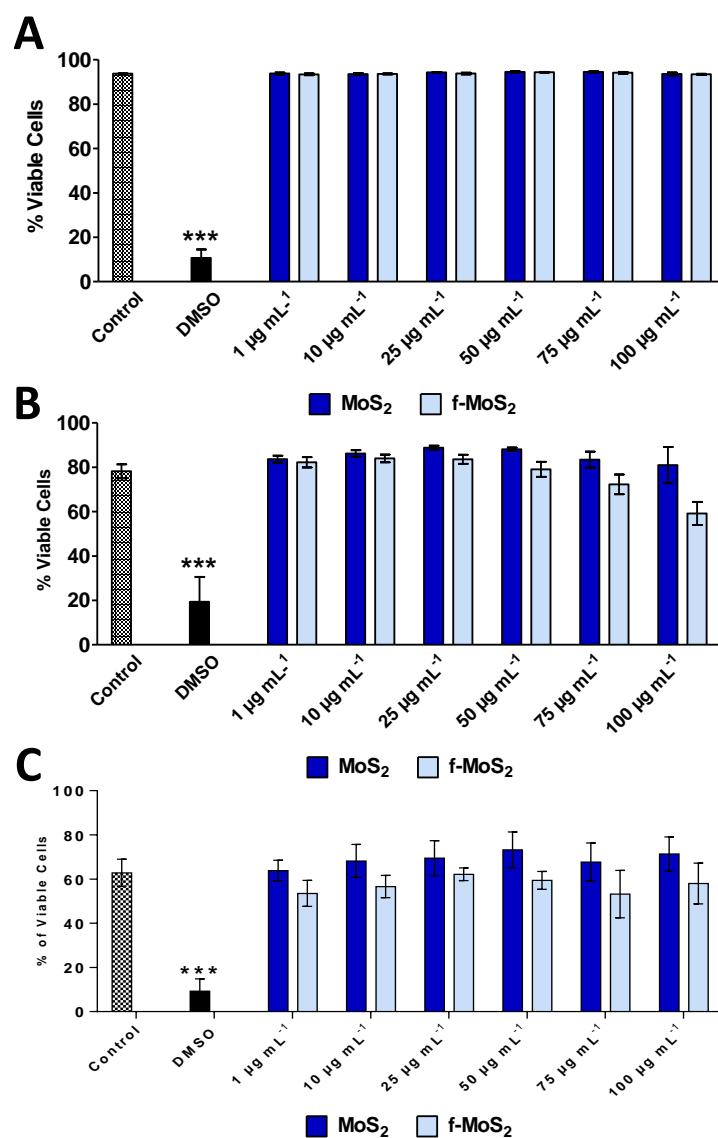 A
% Viable Cells
100
80
60
40
20
0
***
Control
DMSO
1 µg mL-¹
10 µg mL⁻¹
25 µg mL⁻¹
50 µg mL⁻¹
75 µg mL⁻¹
100 µg mL⁻¹
MoS₂ f-MoS₂
B
% Viable Cells
100
80
60
40
20
0
***
Control
DMSO
1 µg mL-¹
10 µg mL⁻¹
25 µg mL⁻¹
50 µg mL⁻¹
75 µg mL⁻¹
100 µg mL⁻¹
MoS₂ f-MoS₂
C
% of Viable Cells
100
80
60
40
20
0
***
Control
DMSO
1 µg mL⁻¹
10 µg mL⁻¹
25 µg mL⁻¹
50 µg mL⁻¹
75 µg mL⁻¹
100 µg mL⁻¹
MoS₂ f-MoS₂